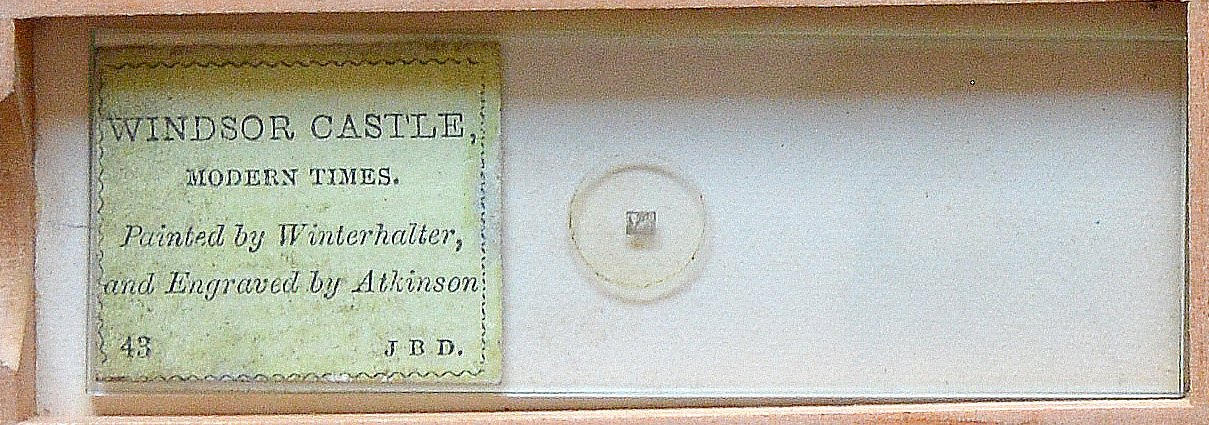 WINDSOR CASTLE,
MODERN TIMES.
Painted by Winterhalter,
and Engraved by Atkinson
43 J B D.